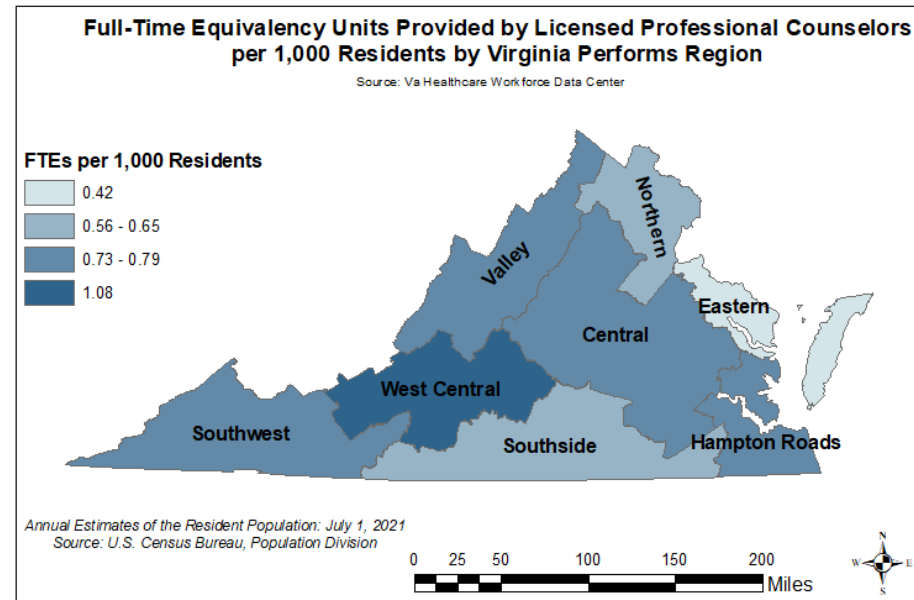 Full-Time Equivalency Units Provided by Licensed Professional Counselors
per 1,000 Residents by Virginia Performs Region
Source: Va Healthcare Workforce Data Center
FTEs per 1,000 Residents
0.42
0.56 - 0.65
0.73 - 0.79
1.08
Northern
Valley
Eastern
Central
West Central
Southwest
Southside
Hampton Roads
Annual Estimates of the Resident Population: July 1, 2021
Source: U.S. Census Bureau, Population Division
0 25 50 100 150 200
Miles
N
W E
S